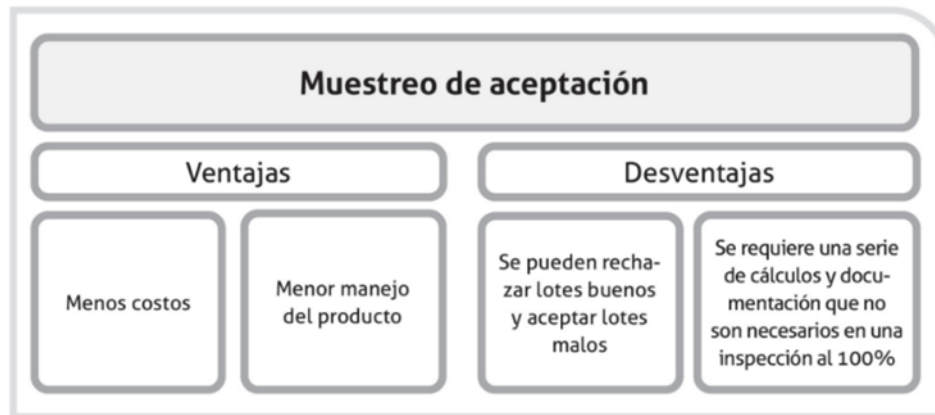 Muestreo de aceptación
Ventajas
Desventajas
Menos costos
Menor manejo
del producto
Se pueden recha-
zar lotes buenos
y aceptar lotes
malos
Se requiere una serie
de cálculos y docu-
mentación que no
son necesarios en una
inspección al 100%